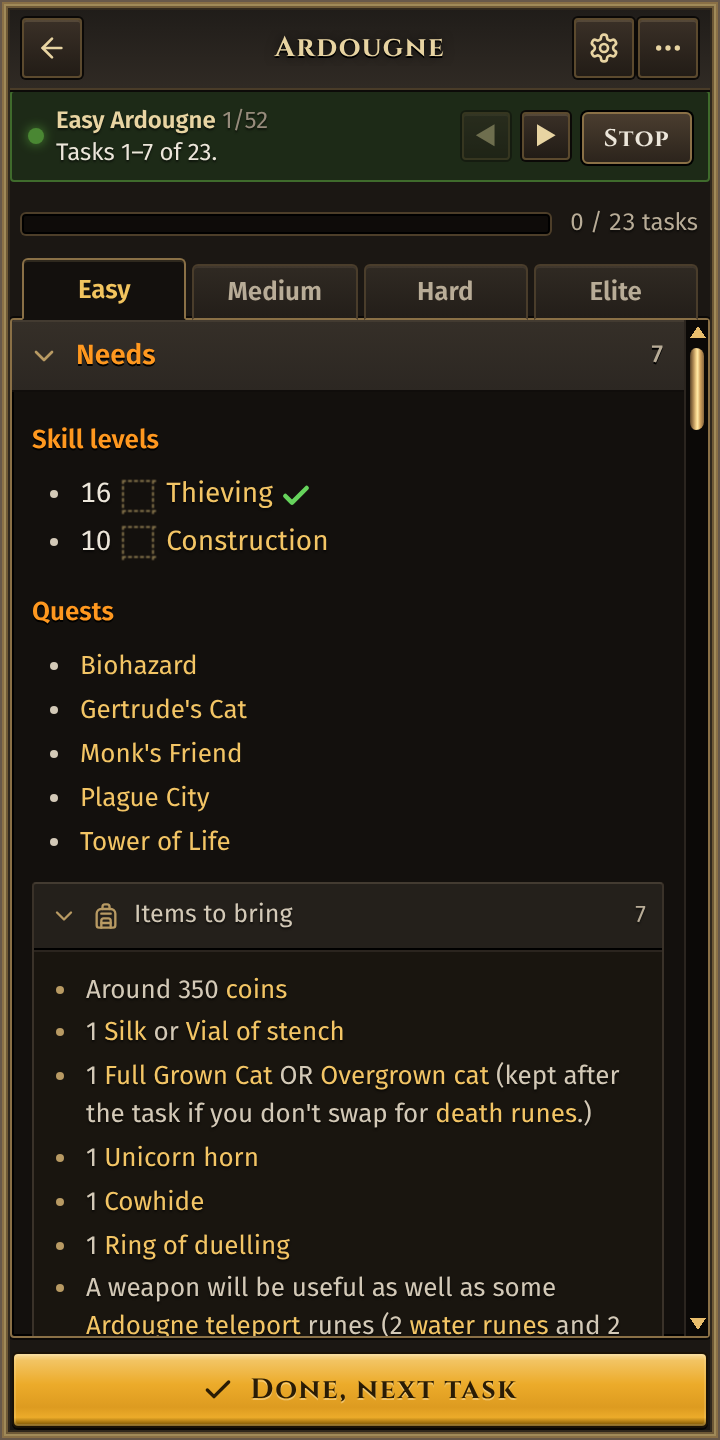 Ardougne
Easy Ardougne 1/52
Tasks 1–7 of 23.
Stop
0 / 23 tasks
Easy
Medium
Hard
Elite
Needs
7
Skill levels
16 Thieving
10 Construction
Quests
Biohazard
Gertrude's Cat
Monk's Friend
Plague City
Tower of Life
Items to bring
7
Around 350 coins
1 Silk or Vial of stench
1 Full Grown Cat OR Overgrown cat (kept after
the task if you don't swap for death runes.)
1 Unicorn horn
1 Cowhide
1 Ring of duelling
A weapon will be useful as well as some
Ardougne teleport runes (2 water runes and 2
Done, next task